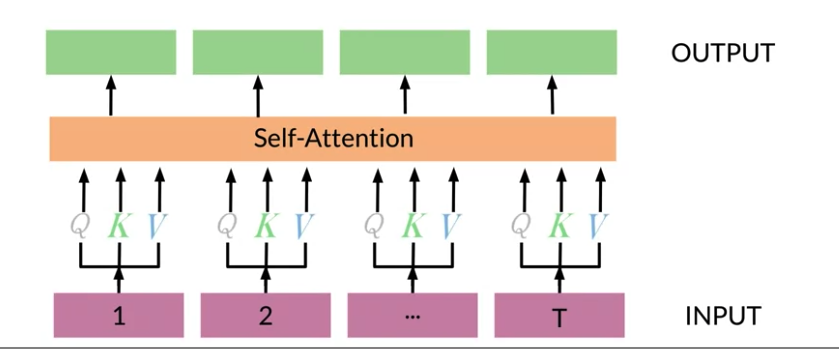 OUTPUT
Self-Attention
Q K V Q K V Q K V Q K V
1 2 ... T INPUT